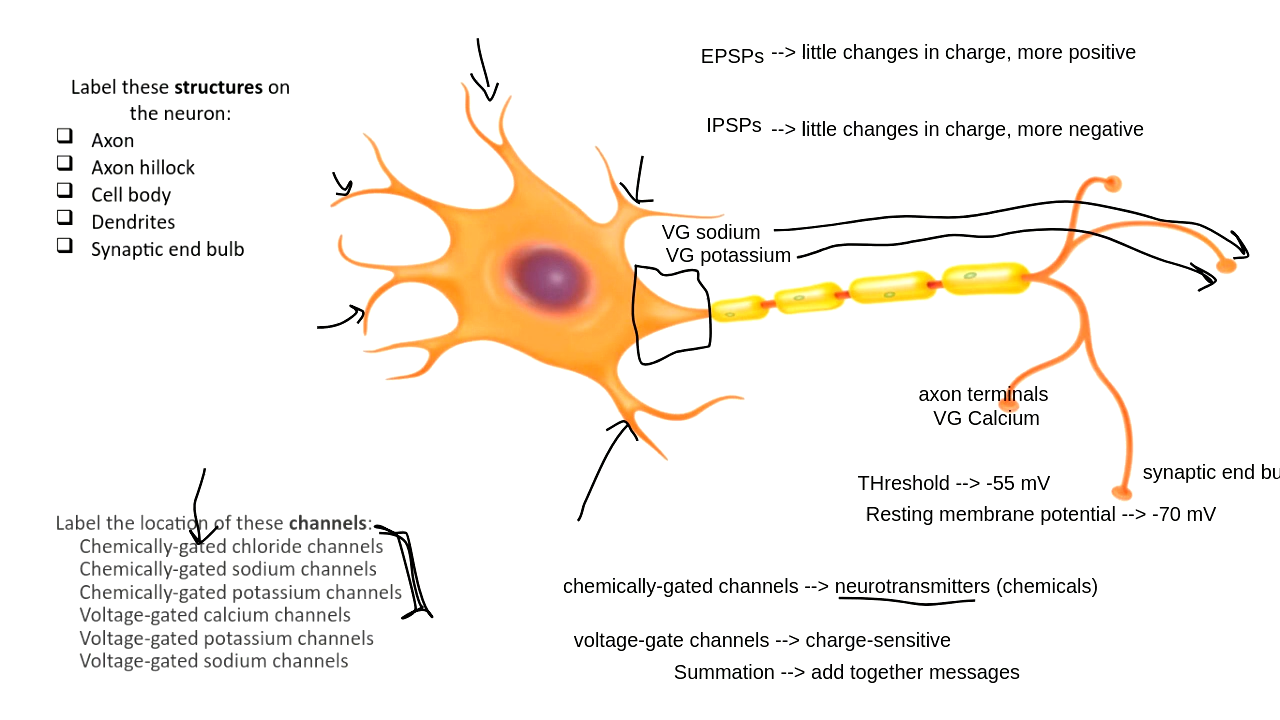 Label these structures on
the neuron:
Axon
Axon hillock
Cell body
Dendrites
Synaptic end bulb
EPSPs --> little changes in charge, more positive
IPSPs --> little changes in charge, more negative
VG sodium
VG potassium
axon terminals
VG Calcium
synaptic end bu
THreshold --> -55 mV
Resting membrane potential --> -70 mV
Label the location of these channels:
Chemically-gated chloride channels
Chemically-gated sodium channels
Chemically-gated potassium channels
Voltage-gated calcium channels
Voltage-gated potassium channels
Voltage-gated sodium channels
chemically-gated channels --> neurotransmitters (chemicals)
voltage-gate channels --> charge-sensitive
Summation --> add together messages